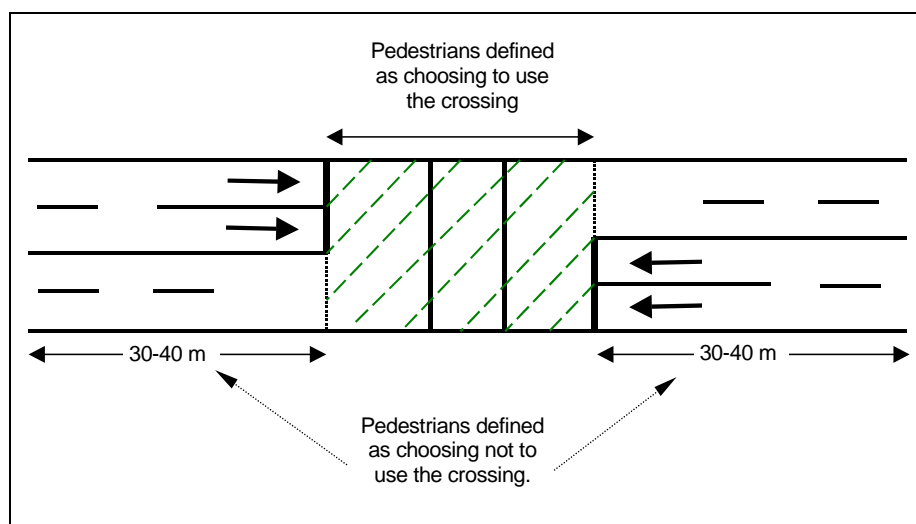 Pedestrians defined
as choosing to use
the crossing
30-40 m
30-40 m
Pedestrians defined
as choosing not to
use the crossing.